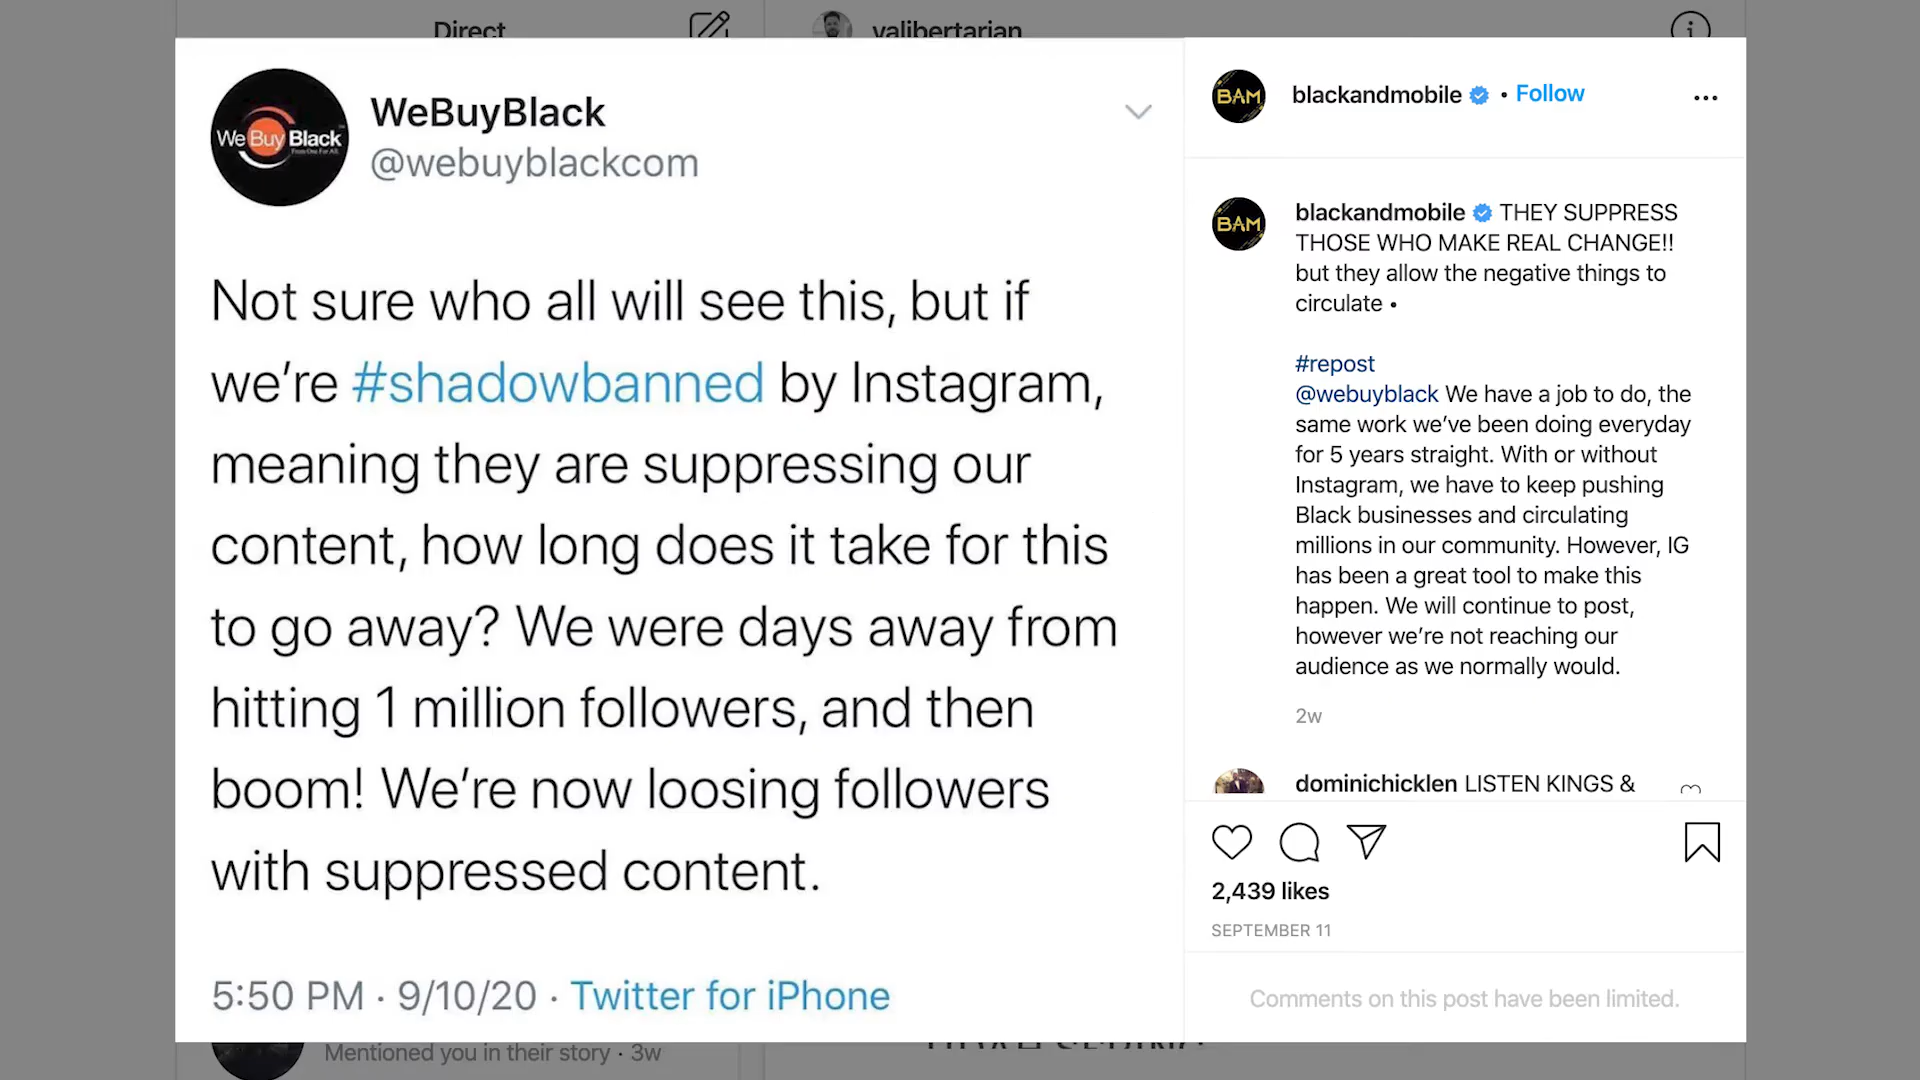 Direct
valibertarian
We Buy Black
WeBuyBlack
@webuyblackcom
Not sure who all will see this, but if
we're #shadowbanned by Instagram,
meaning they are suppressing our
content, how long does it take for this
to go away? We were days away from
hitting 1 million followers, and then
boom! We're now loosing followers
with suppressed content.
5:50 PM · 9/10/20 · Twitter for iPhone
BAM
blackandmobile • Follow
BAM
blackandmobile THEY SUPPRESS
THOSE WHO MAKE REAL CHANGE!!
but they allow the negative things to
circulate •
#repost
@webuyblack We have a job to do, the
same work we've been doing everyday
for 5 years straight. With or without
Instagram, we have to keep pushing
Black businesses and circulating
millions in our community. However, IG
has been a great tool to make this
happen. We will continue to post,
however we're not reaching our
audience as we normally would.
2w
dominichicklen LISTEN KINGS &
2,439 likes
SEPTEMBER 11
Comments on this post have been limited.
Mentioned you in their story · 3w